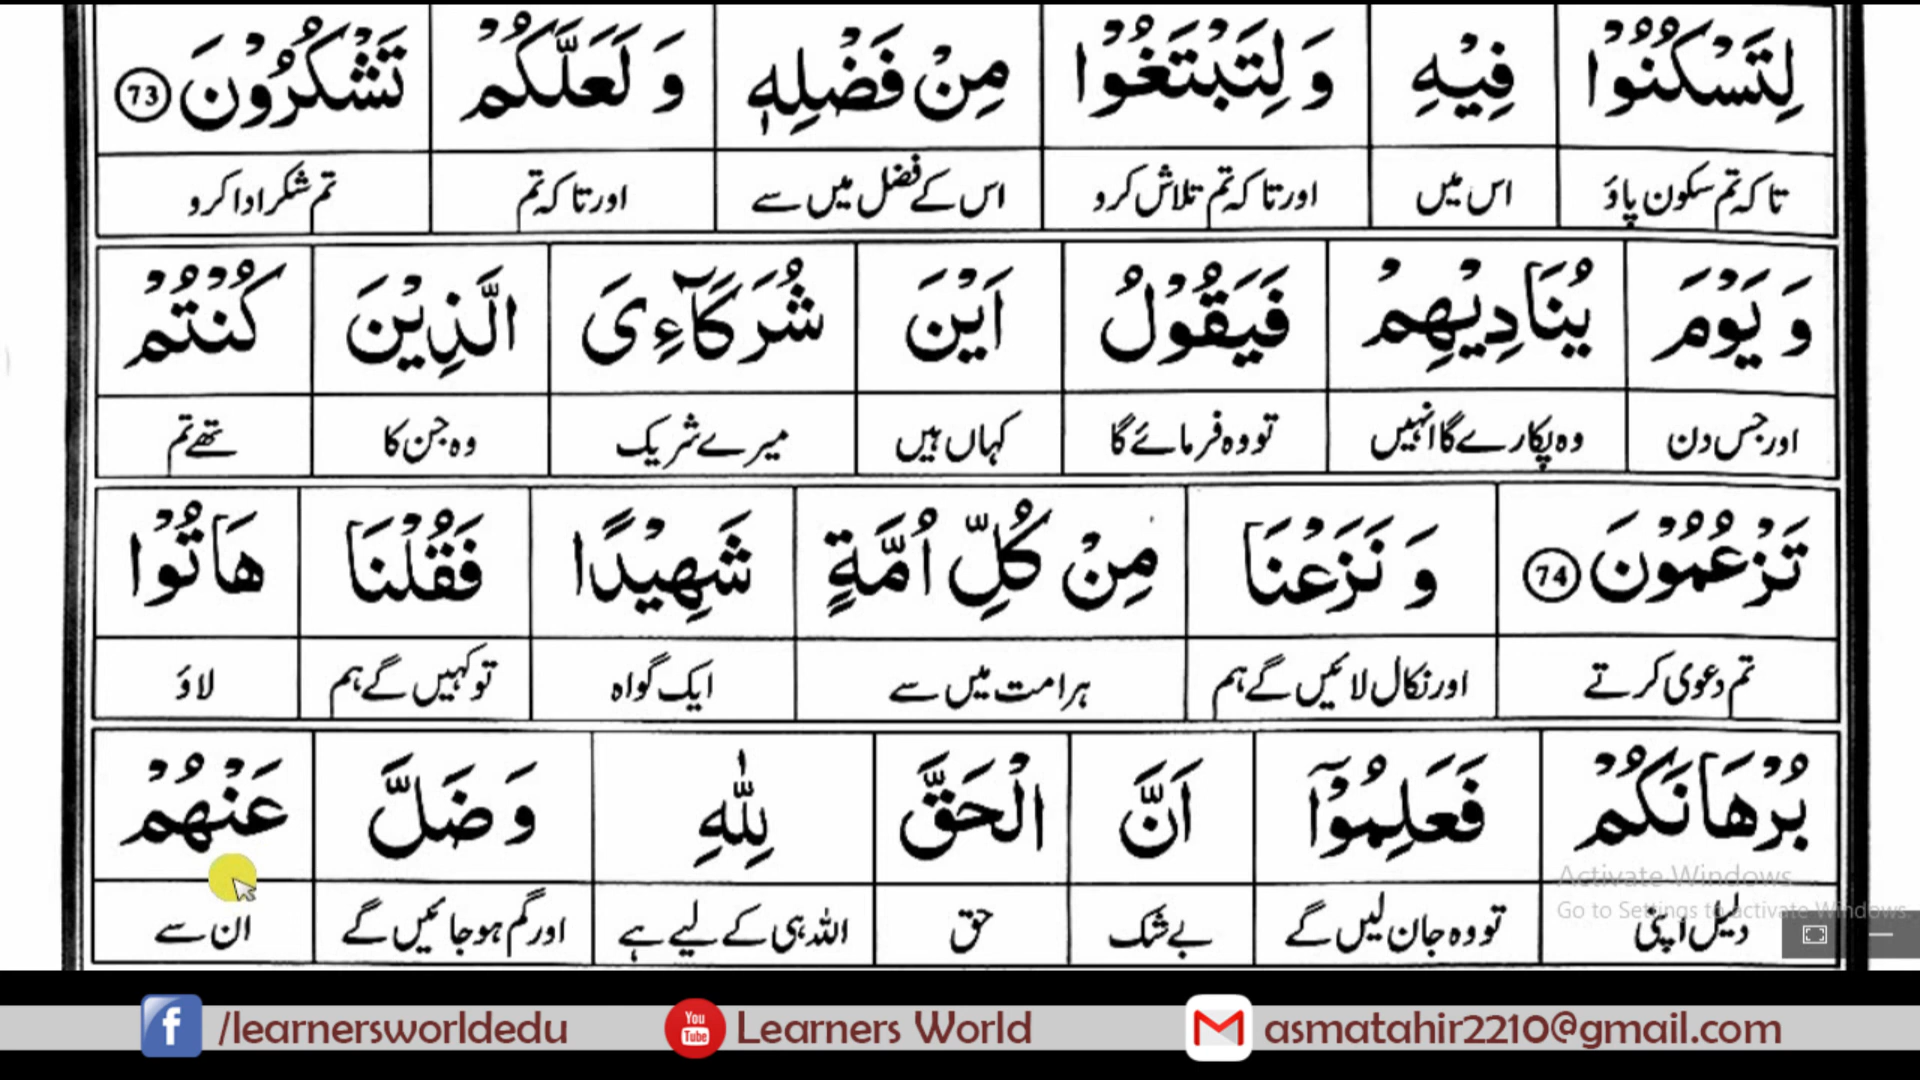 لِتَسْكُنُوْا فِيْهِ وَ لِتَبْتَغُوْا مِنْ فَضْلِهٖ وَ لَعَلَّكُمْ تَشْكُرُوْنَ 73
تاکہ تم سکون پاؤ اس میں اور تاکہ تم تلاش کرو اس کے فضل میں سے اور تاکہ تم تم شکر ادا کرو
وَ يَوْمَ يُنَادِيْهِمْ فَيَقُوْلُ اَيْنَ شُرَكَآءِىَ الَّذِيْنَ كُنْتُمْ
اور جس دن وہ پکارے گا انہیں تو وہ فرمائے گا کہاں ہیں میرے شریک وہ جن کا تھے تم
تَزْعُمُوْنَ 74 وَ نَزَعْنَا مِنْ كُلِّ اُمَّةٍ شَهِيْدًا فَقُلْنَا هَاتُوْا
تم دعوی کرتے اور نکال لائیں گے ہم ہر امت میں سے ایک گواہ تو کہیں گے ہم لاؤ
بُرْهَانَكُمْ فَعَلِمُوْۤا اَنَّ الْحَقَّ لِلّٰهِ وَ ضَلَّ عَنْهُمْ
دلیل اپنی تو وہ جان لیں گے بے شک حق اللہ ہی کے لیے ہے اور گم ہو جائیں گے ان سے
Activate Windows
Go to Settings to activate Windows.
f /learnersworldedu You Tube Learners World asmatahir2210@gmail.com